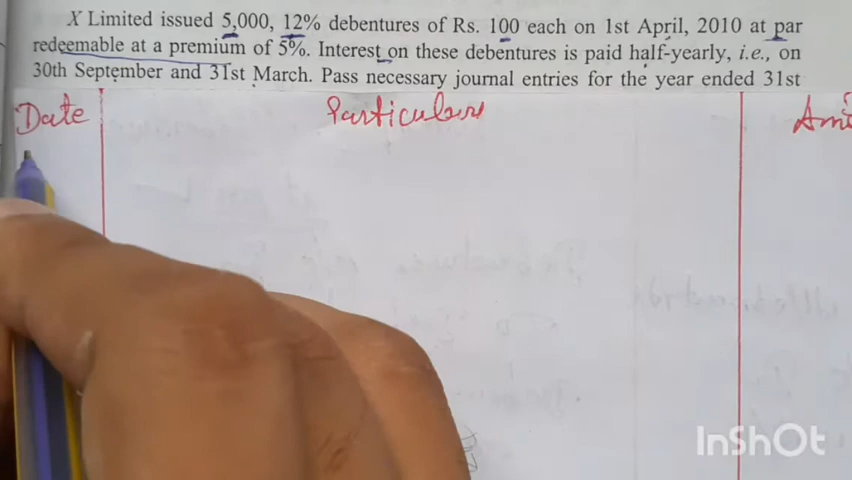 X Limited issued 5,000, 12% debentures of Rs. 100 each on 1st April, 2010 at par
redeemable at a premium of 5%. Interest on these debentures is paid half-yearly, i.e., on
30th September and 31st March. Pass necessary journal entries for the year ended 31st
Date Particulars Amt
InShOt